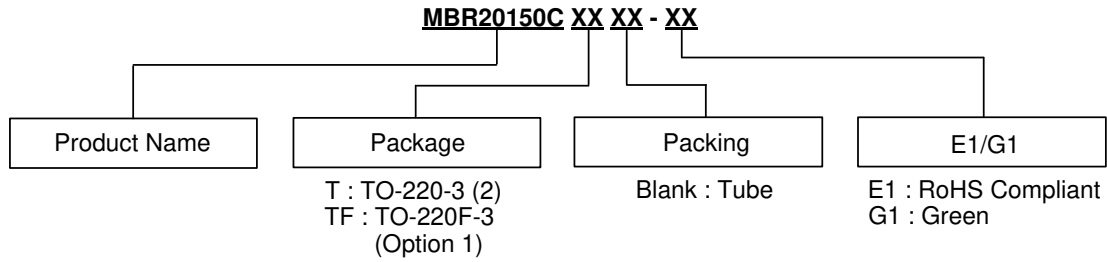 MBR20150C XX XX - XX
Product Name
Package
Packing
E1/G1
T : TO-220-3 (2)
TF : TO-220F-3
(Option 1)
Blank : Tube
E1 : RoHS Compliant
G1 : Green